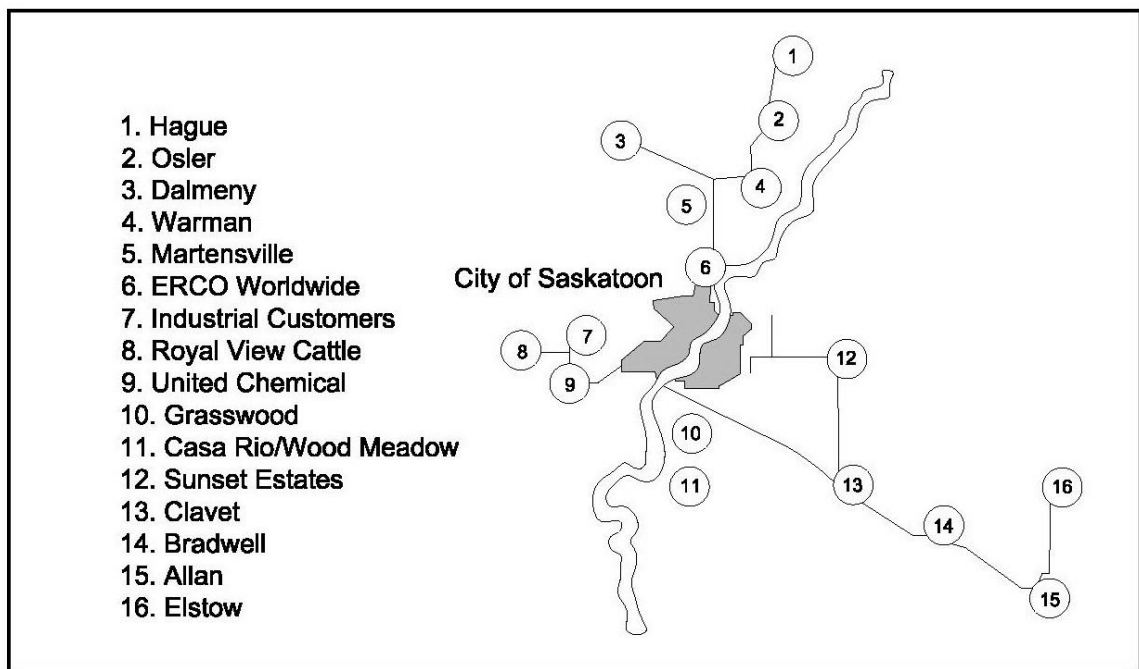 1. Hague
2. Osler
3. Dalmeny
4. Warman
5. Martensville
6. ERCO Worldwide
7. Industrial Customers
8. Royal View Cattle
9. United Chemical
10. Grasswood
11. Casa Rio/Wood Meadow
12. Sunset Estates
13. Clavet
14. Bradwell
15. Allan
16. Elstow
City of Saskatoon
1
2
3
4
5
6
7
8
9
12
10
11
13
16
14
15